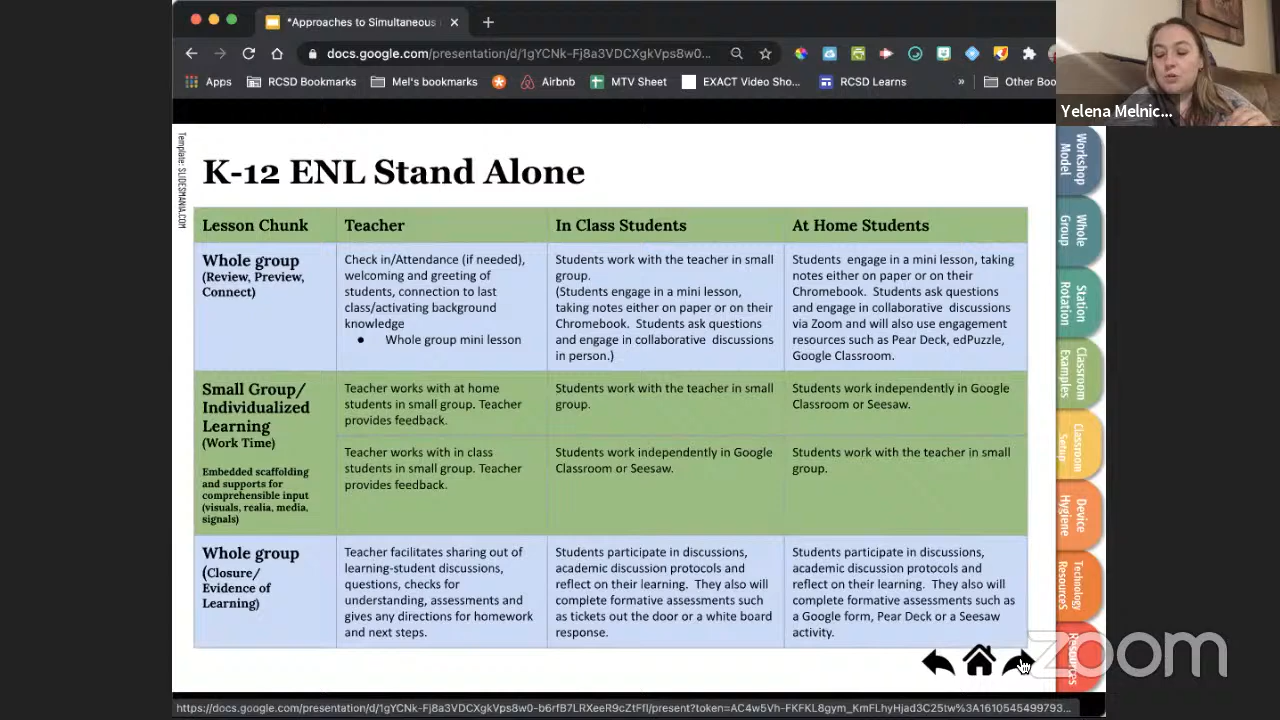 *Approaches to Simultaneous
docs.google.com/presentation/d/1gYCNk-Fj8a3VDCXgkVps8w0...
Apps
RCSD Bookmarks
Mel's bookmarks
Airbnb
MTV Sheet
EXACT Video Sho...
RCSD Learns
»
Other Boo
Yelena Melnic...
Template: SLIDESMANIA.COM
K-12 ENL Stand Alone
Lesson Chunk
Teacher
In Class Students
At Home Students
Whole group
(Review, Preview,
Connect)
Check in/Attendance (if needed),
welcoming and greeting of
students, connection to last
class/activating background
knowledge
● Whole group mini lesson
Students work with the teacher in small
group.
(Students engage in a mini lesson,
taking notes either on paper or on their
Chromebook. Students ask questions
and engage in collaborative discussions
in person.)
Students engage in a mini lesson, taking
notes either on paper or on their
Chromebook. Students ask questions
and engage in collaborative discussions
via Zoom and will also use engagement
resources such as Pear Deck, edPuzzle,
Google Classroom.
Small Group/
Individualized
Learning
(Work Time)
Embedded scaffolding
and supports for
comprehensible input
(visuals, realia, media,
signals)
Teacher works with at home
students in small group. Teacher
provides feedback.
Students work with the teacher in small
group.
Students work independently in Google
Classroom or Seesaw.
Teacher works with in class
students in small group. Teacher
provides feedback.
Students work independently in Google
Classroom or Seesaw.
Students work with the teacher in small
group.
Whole group
(Closure/
Evidence of
Learning)
Teacher facilitates sharing out of
learning-student discussions,
questions, checks for
understanding, assessments and
gives any directions for homework
and next steps.
Students participate in discussions,
academic discussion protocols and
reflect on their learning. They also will
complete formative assessments such
as tickets out the door or a white board
response.
Students participate in discussions,
academic discussion protocols and
reflect on their learning. They also will
complete formative assessments such as
a Google form, Pear Deck or a Seesaw
activity.
Workshop
Model
Whole
Group
Station
Rotation
Classroom
Examples
Classroom
Setup
Device
Hygiene
Technology
Resources
Resources
zoom